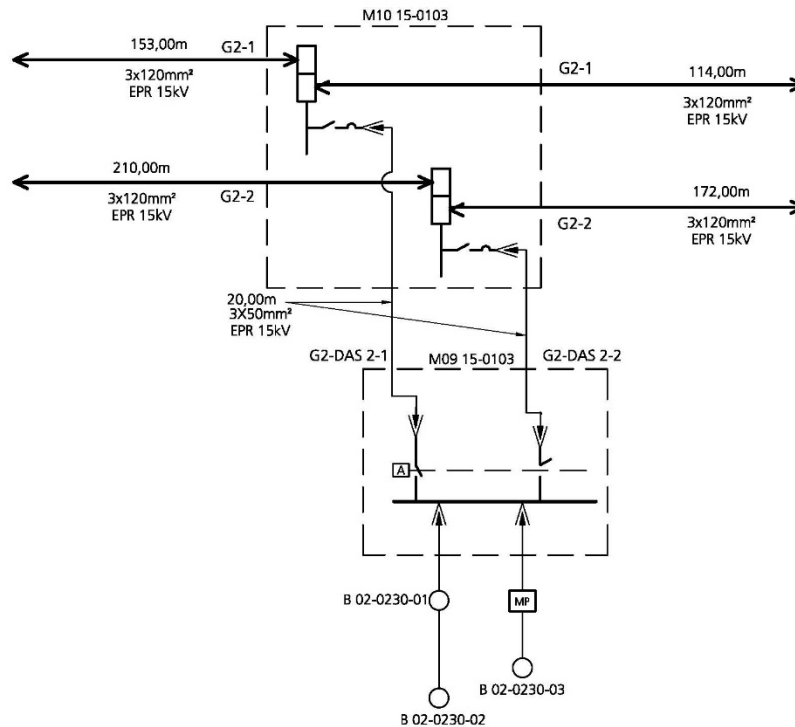 M10 15-0103
153,00m
G2-1
3x120mm²
EPR 15kV
G2-1
114,00m
3x120mm²
EPR 15kV
210,00m
3x120mm²
EPR 15kV
G2-2
172,00m
G2-2
3x120mm²
EPR 15kV
20,00m
3X50mm²
EPR 15kV
G2-DAS 2-1
M09 15-0103
G2-DAS 2-2
A
B 02-0230-01
MP
B 02-0230-03
B 02-0230-02